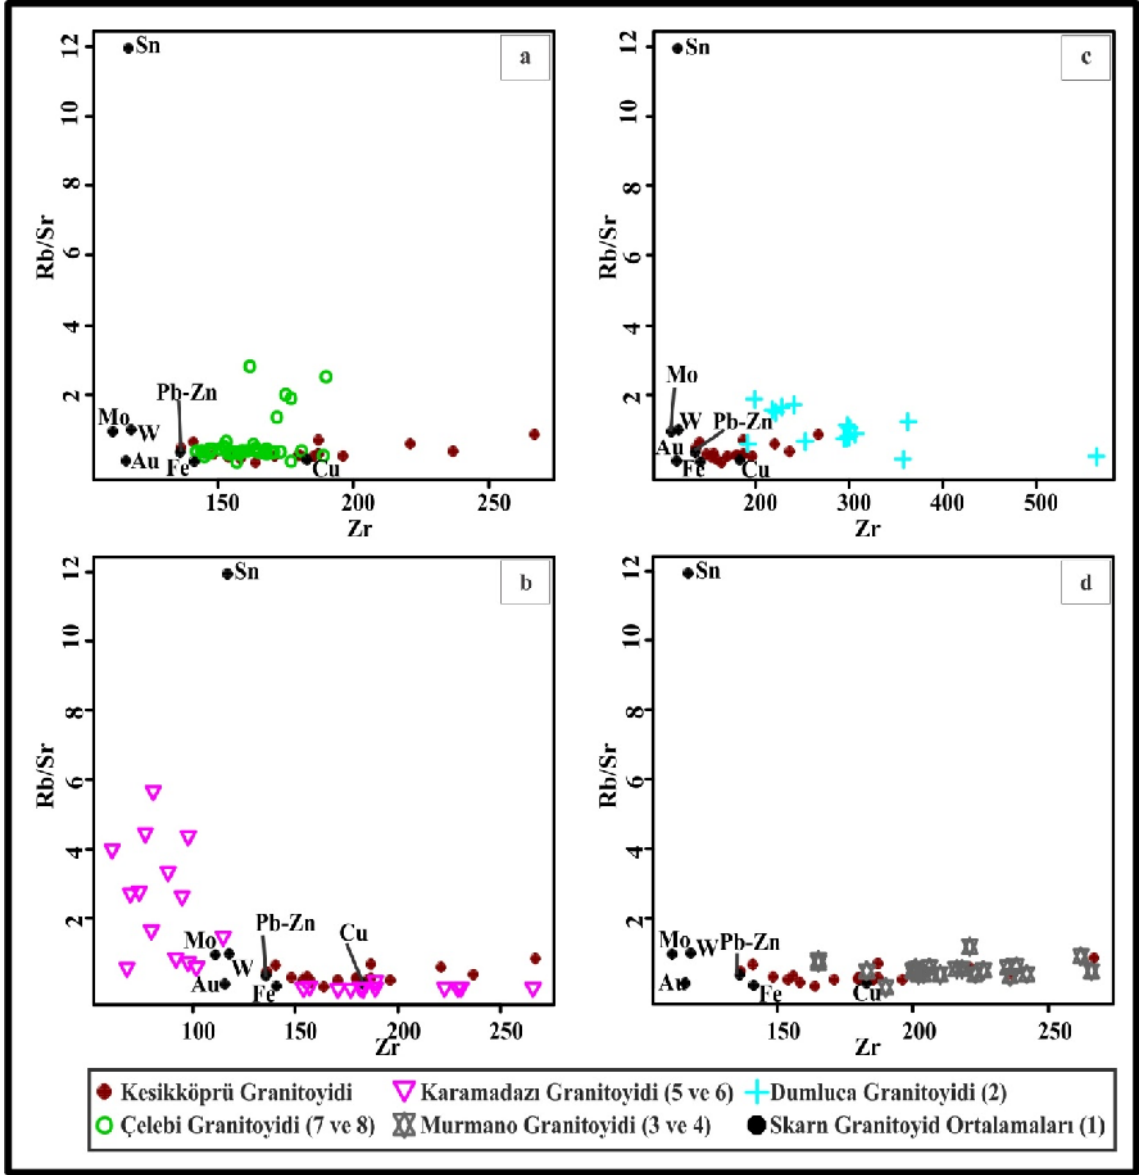 a
12
10
8
6
4
2
Rb/Sr
Sn
Pb-Zn
Mo
W
Au
Fe
Cu
150
200
250
Zr
c
12
10
8
6
4
2
Rb/Sr
Sn
Mo
W
Pb-Zn
Au
Fe
Cu
200
300
400
500
Zr
b
12
10
8
6
4
2
Rb/Sr
Sn
Pb-Zn
Cu
Mo
W
Au
Fe
100
150
200
250
Zr
d
12
10
8
6
4
2
Rb/Sr
Sn
Mo
W
Pb-Zn
Au
Fe
Cu
150
200
250
Zr
Kesikköprü Granitoyidi
Karamadazı Granitoyidi (5 ve 6)
Dumluca Granitoyidi (2)
Çelebi Granitoyidi (7 ve 8)
Murmano Granitoyidi (3 ve 4)
Skarn Granitoyid Ortalamaları (1)